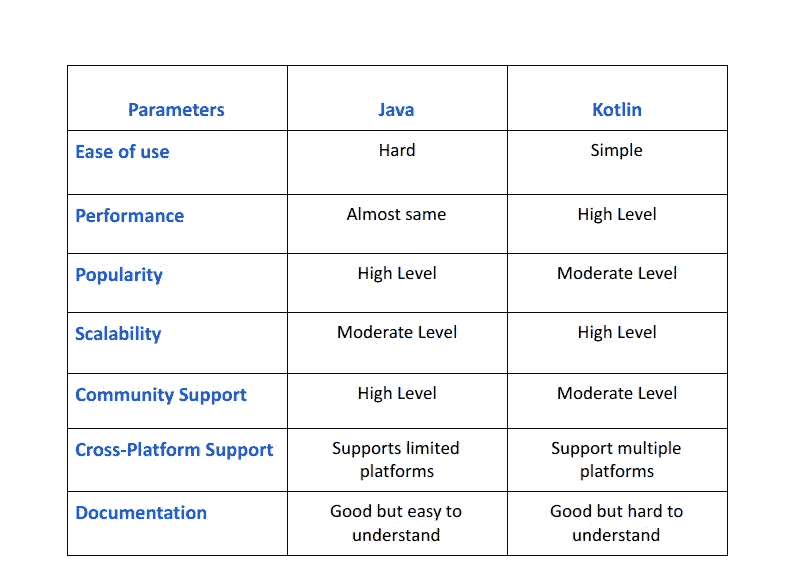 Parameters Java Kotlin
Ease of use Hard Simple
Performance Almost same High Level
Popularity High Level Moderate Level
Scalability Moderate Level High Level
Community Support High Level Moderate Level
Cross-Platform Support Supports limited Support multiple
platforms platforms
Documentation Good but easy to Good but hard to
understand understand